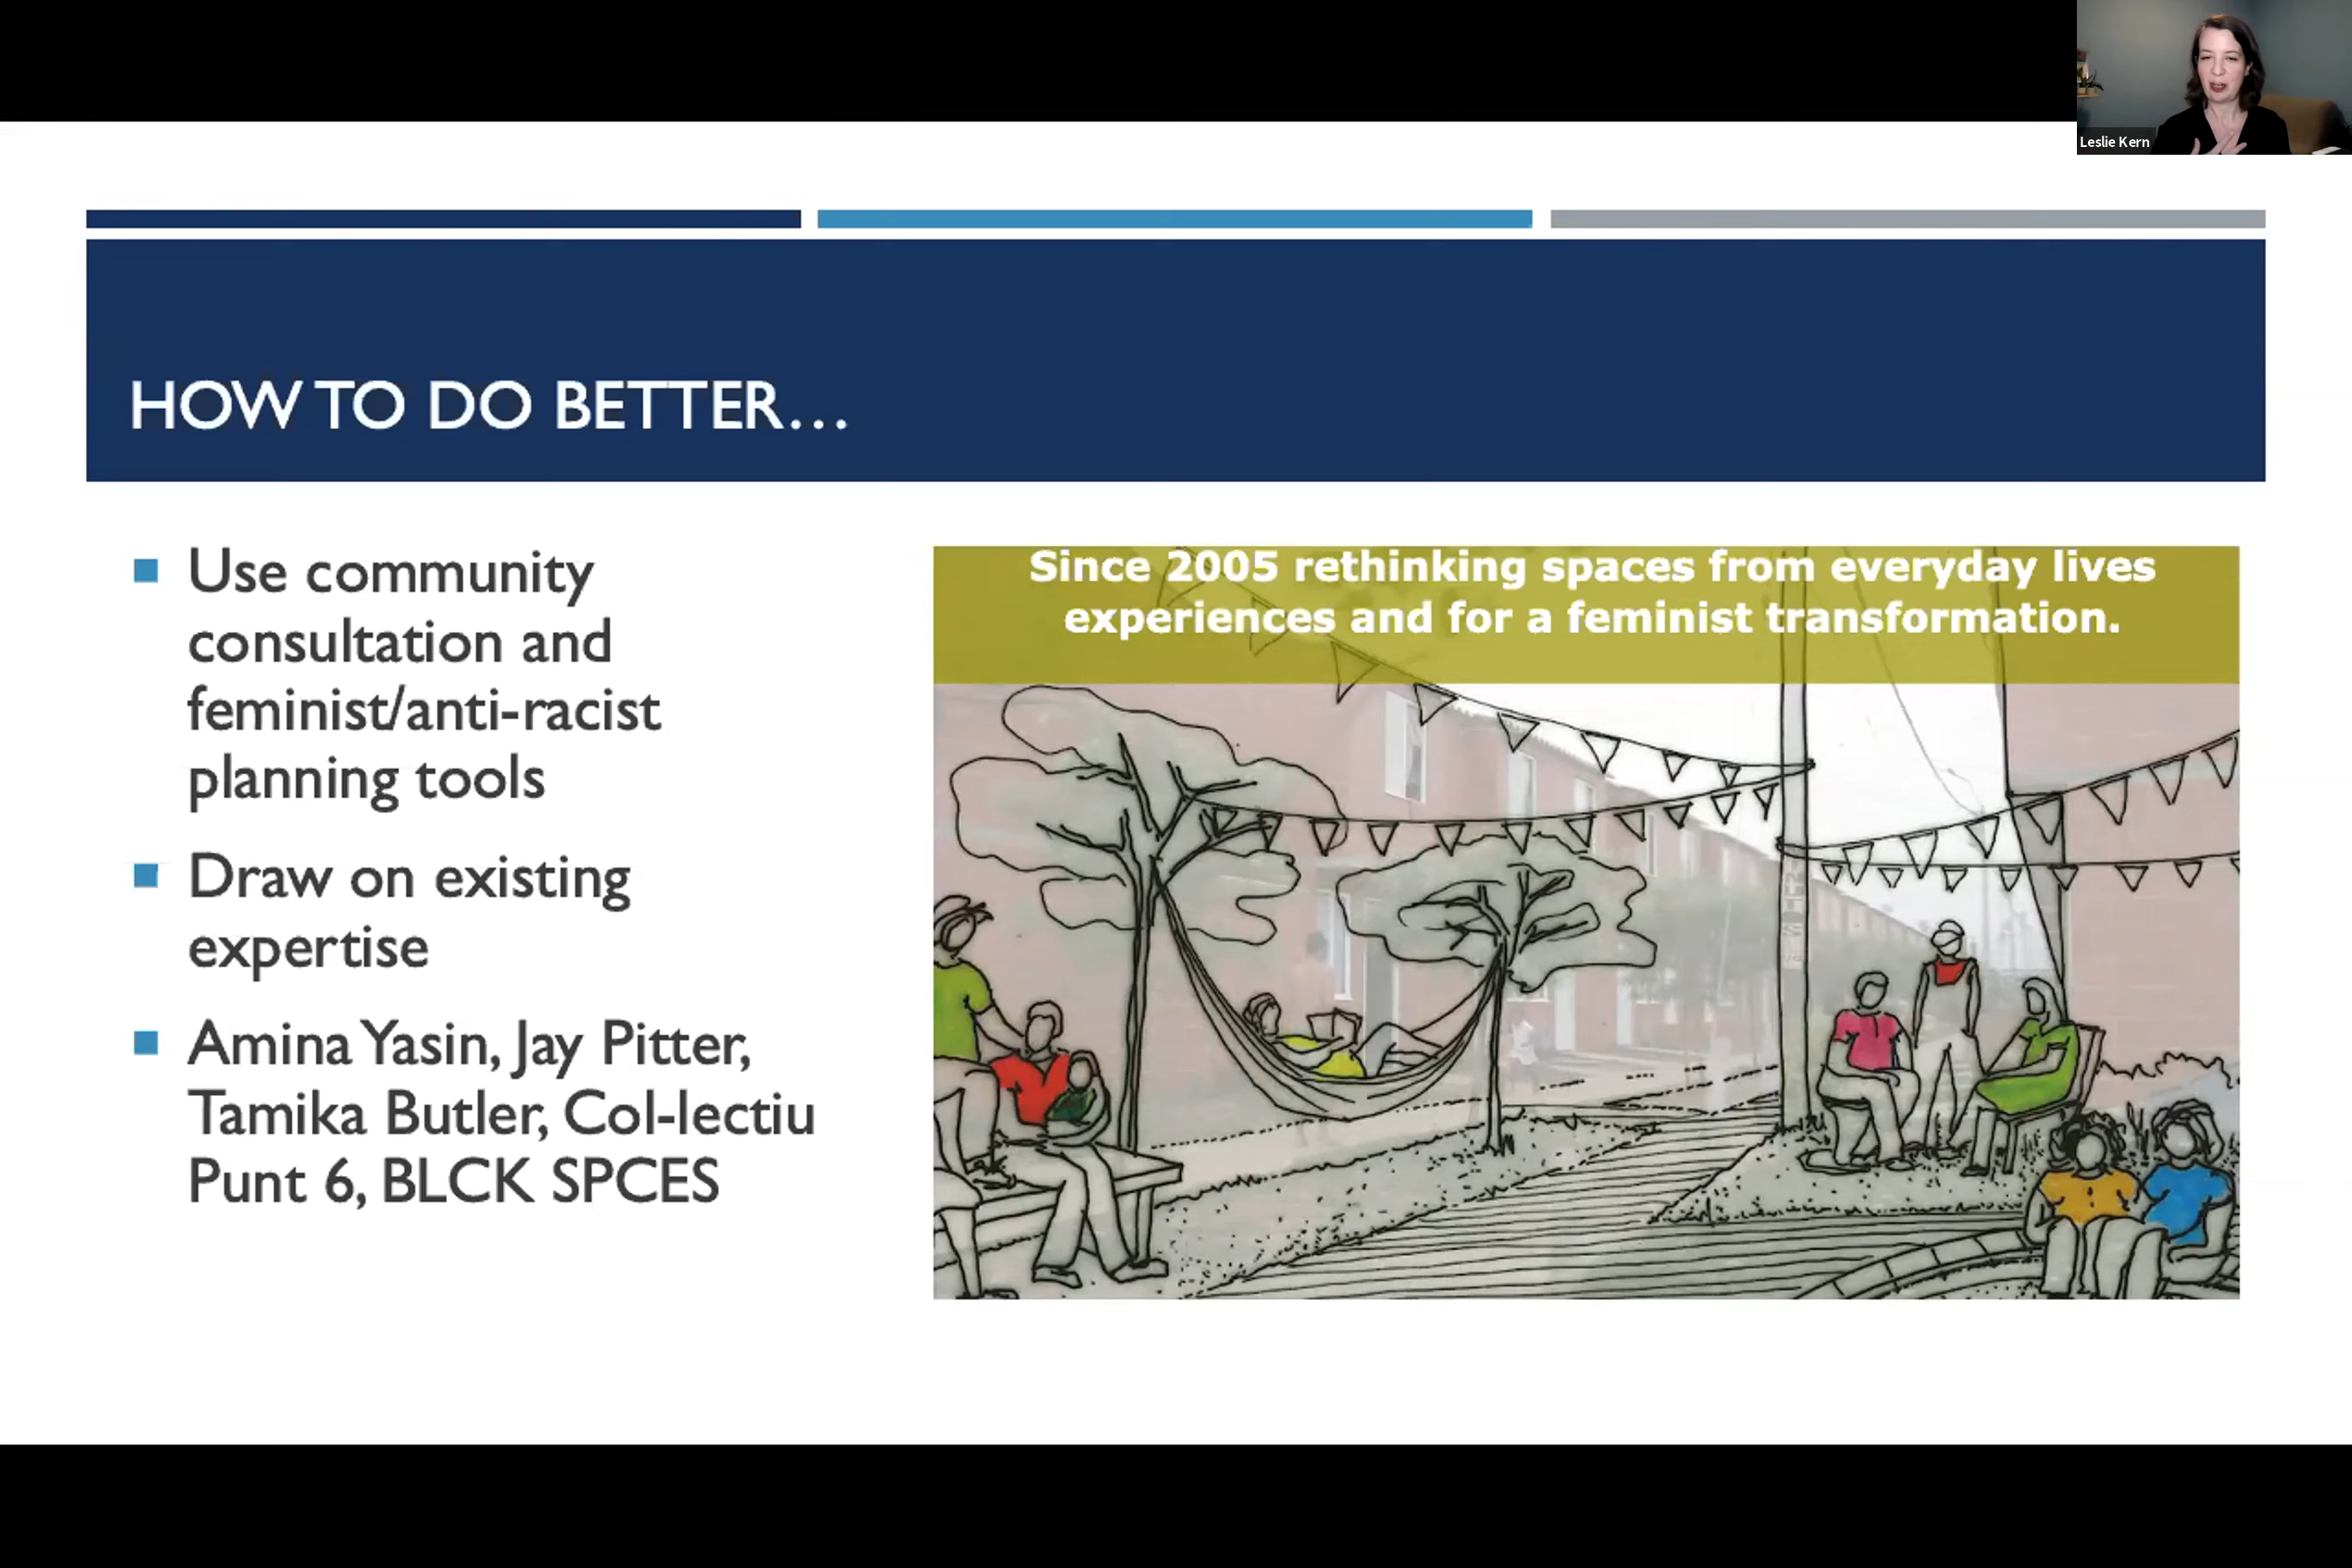 Leslie Kern
HOW TO DO BETTER…
Use community
consultation and
feminist/anti-racist
planning tools
Draw on existing
expertise
Amina Yasin, Jay Pitter,
Tamika Butler, Col-lectiu
Punt 6, BLCK SPCES
Since 2005 rethinking spaces from everyday lives
experiences and for a feminist transformation.